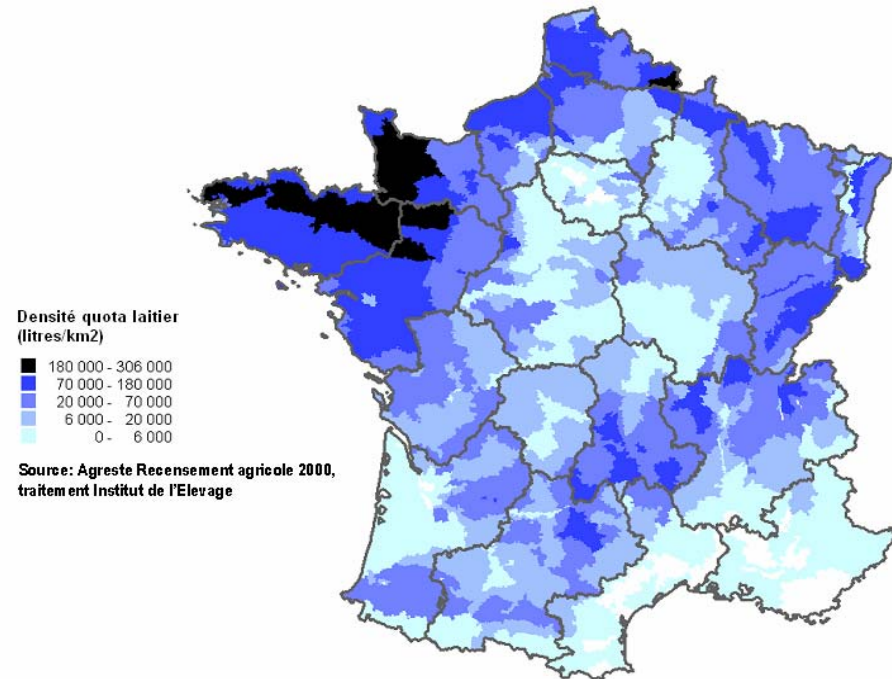 Densité quota laitier
(litres/km2)
180 000 - 306 000
70 000 - 180 000
20 000 - 70 000
6 000 - 20 000
0 - 6 000
Source: Agreste Recensement agricole 2000,
traitement Institut de l'Elevage